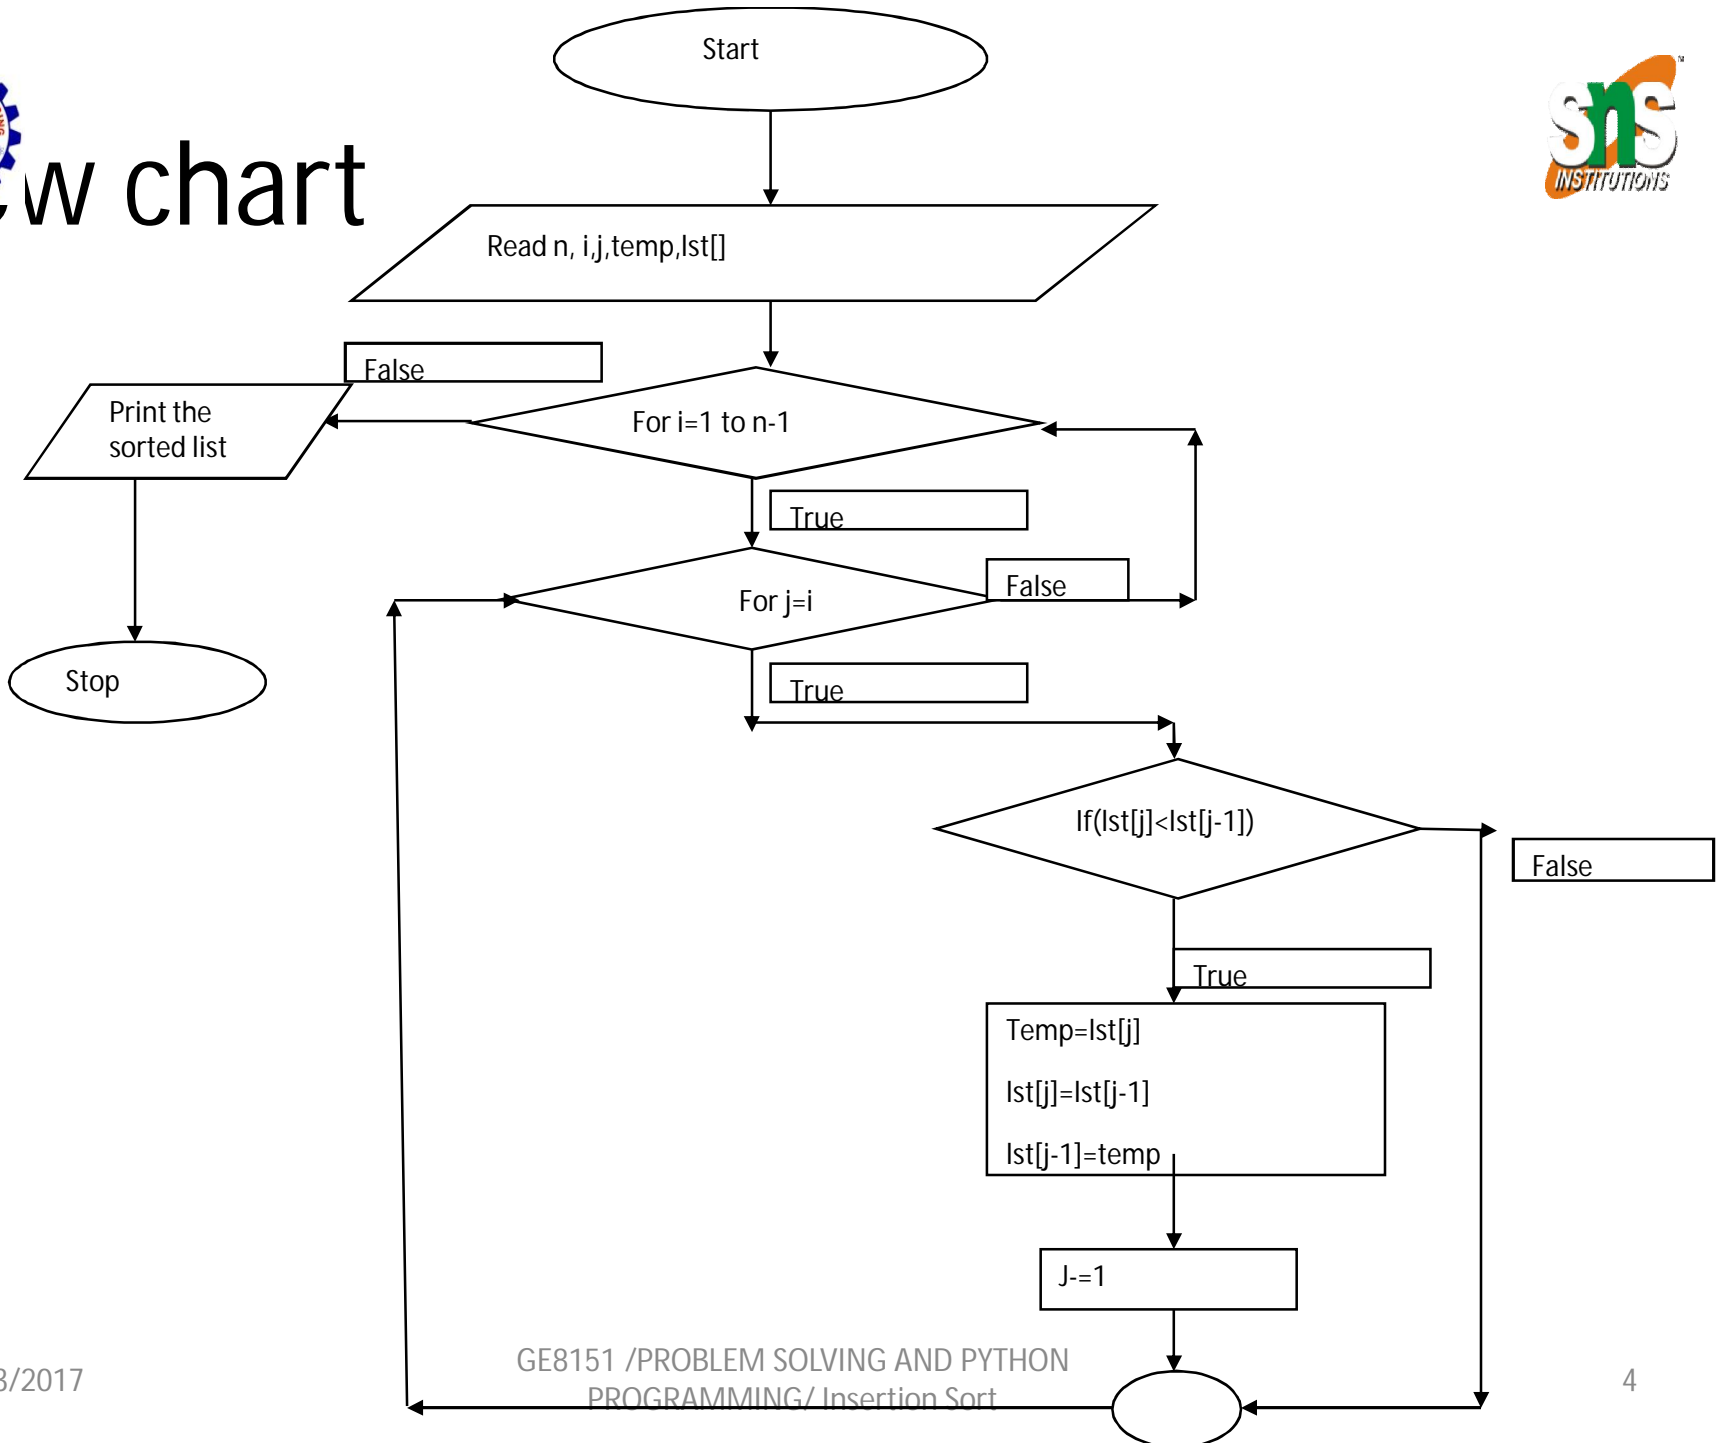 Start
w chart
SNS
INSTITUTIONS
Read n, i,j,temp,lst[]
False
Print the
sorted list
For i=1 to n-1
True
False
For j=i
Stop
True
If(lst[j]<lst[j-1])
False
True
Temp=lst[j]
lst[j]=lst[j-1]
lst[j-1]=temp
J-=1
3/2017
GE8151 /PROBLEM SOLVING AND PYTHON
PROGRAMMING/ Insertion Sort
4